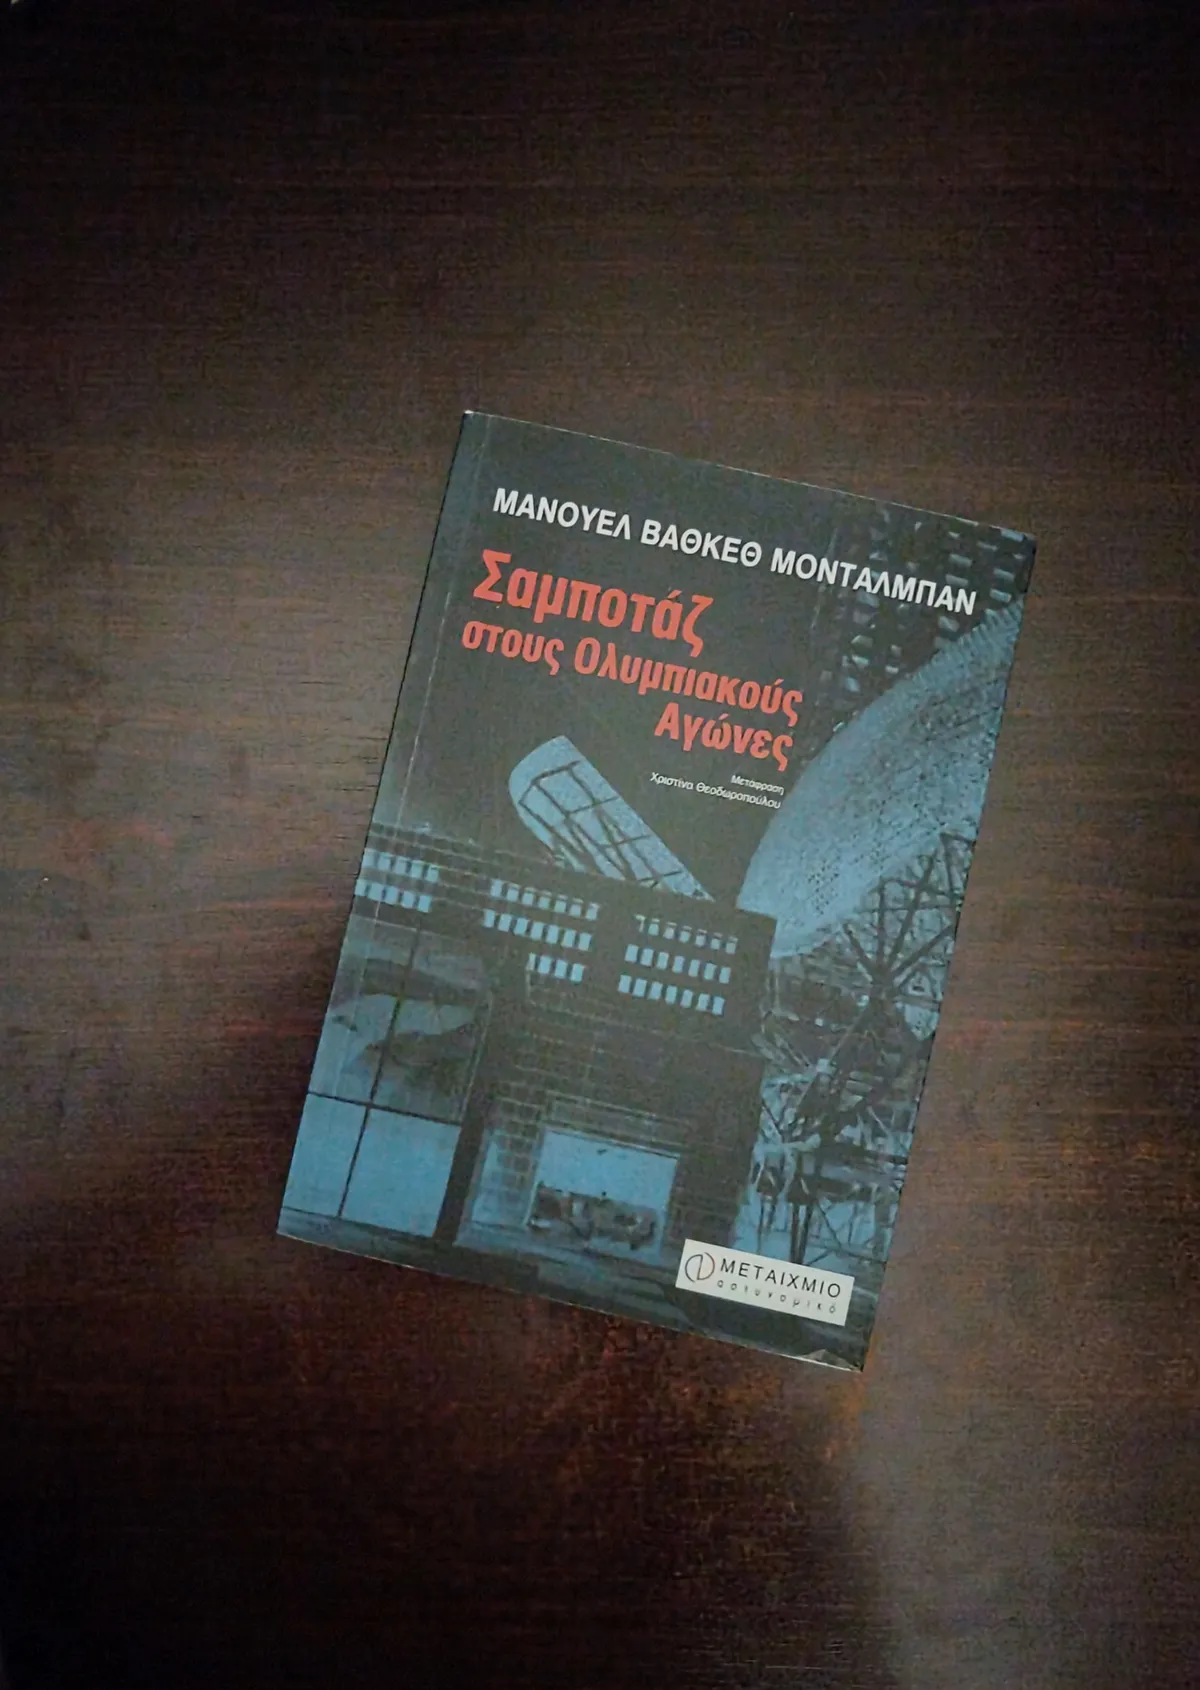 ΜΑΝΟΥΕΛ ΒΑΘΚΕΘ ΜΟΝΤΑΛΜΠΑΝ
Σαμποτάζ
στους Ολυμπιακούς
Αγώνες
Μετάφραση
Χριστίνα Θεοδωροπούλου
ΜΕΤΑΙΧΜΙΟ
αστυνομικό